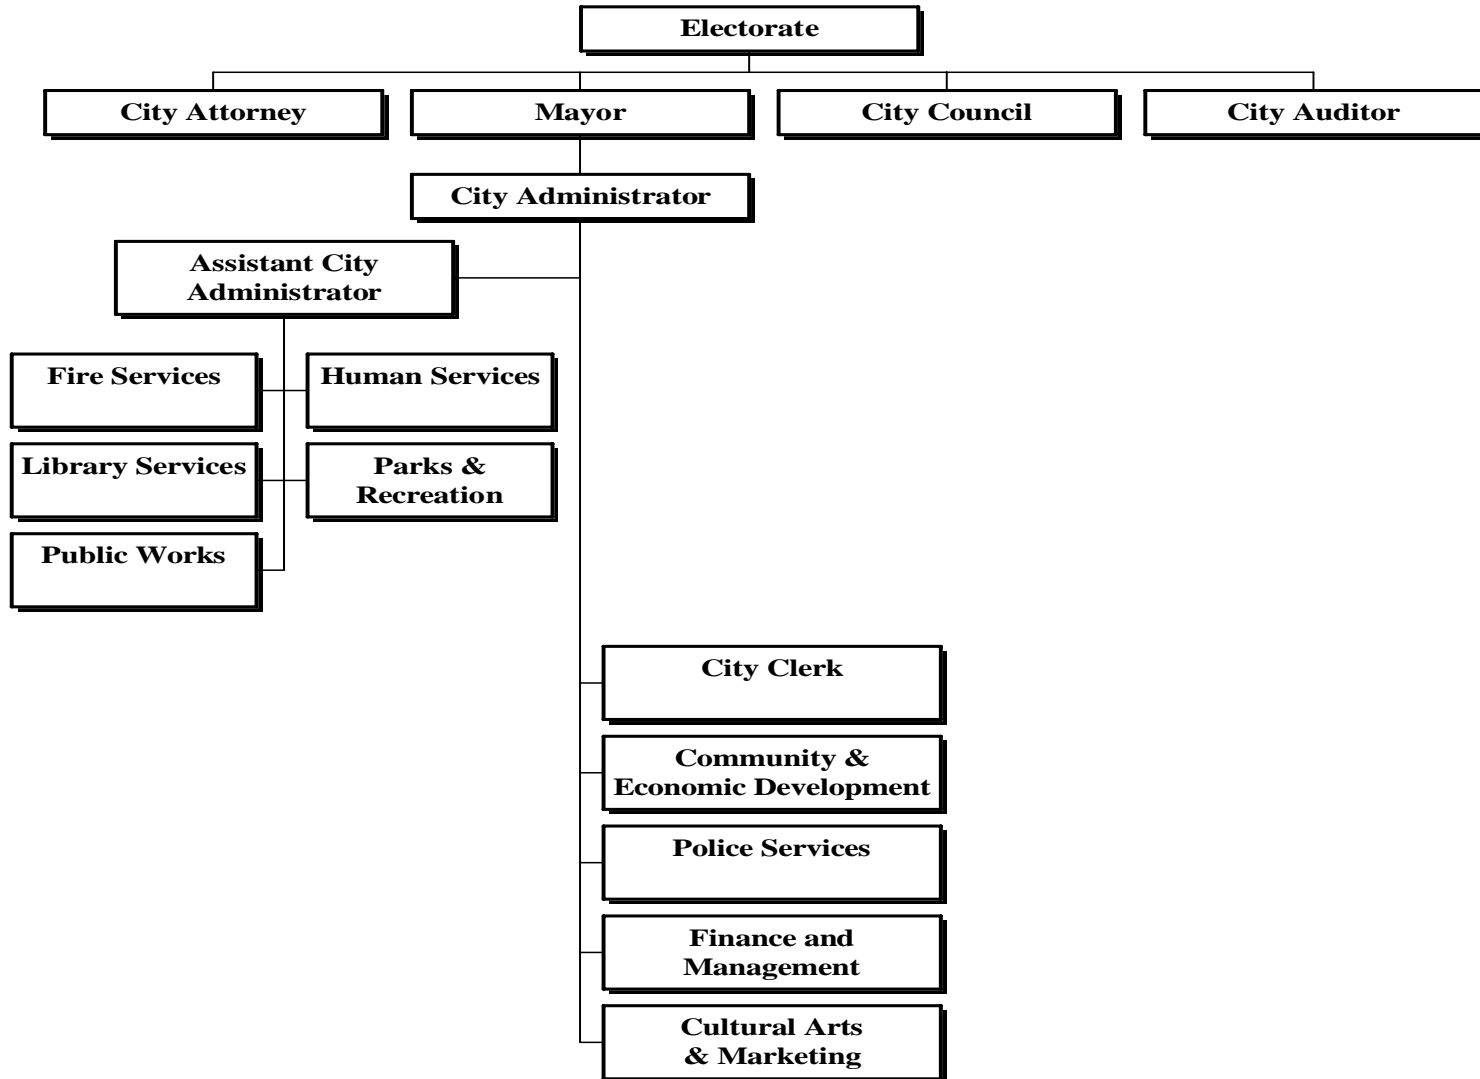 Electorate
City Attorney
Mayor
City Council
City Auditor
City Administrator
Assistant City
Administrator
Fire Services
Human Services
Library Services
Parks &
Recreation
Public Works
City Clerk
Community &
Economic Development
Police Services
Finance and
Management
Cultural Arts
& Marketing